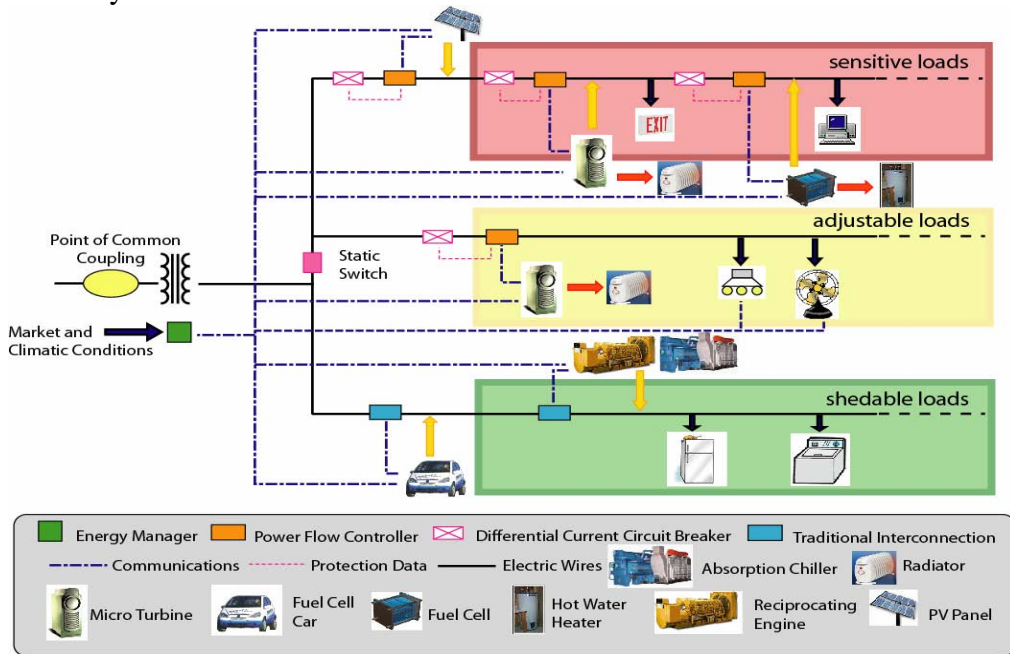 sensitive loads
EXIT
adjustable loads
Point of Common
Coupling
Static
Switch
Market and
Climatic Conditions
shedable loads
Energy Manager
Power Flow Controller
Differential Current Circuit Breaker
Traditional Interconnection
Communications
Protection Data
Electric Wires
Absorption Chiller
Radiator
Micro Turbine
Fuel Cell
Car
Fuel Cell
Hot Water
Heater
Reciprocating
Engine
PV Panel